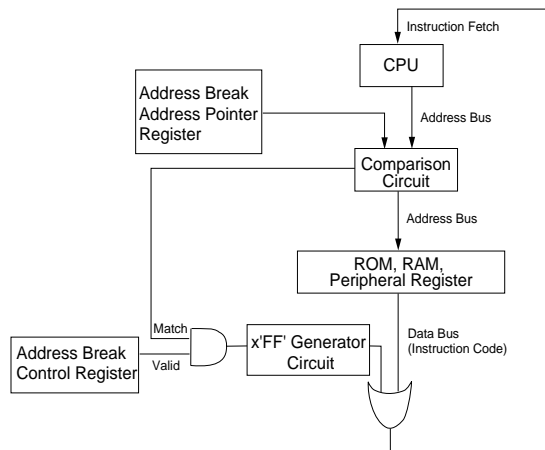 Instruction Fetch
CPU
Address Break
Address Pointer
Register
Address Bus
Comparison
Circuit
Address Bus
ROM, RAM,
Peripheral Register
Match
Address Break
Control Register
Valid
x'FF' Generator
Circuit
Data Bus
(Instruction Code)